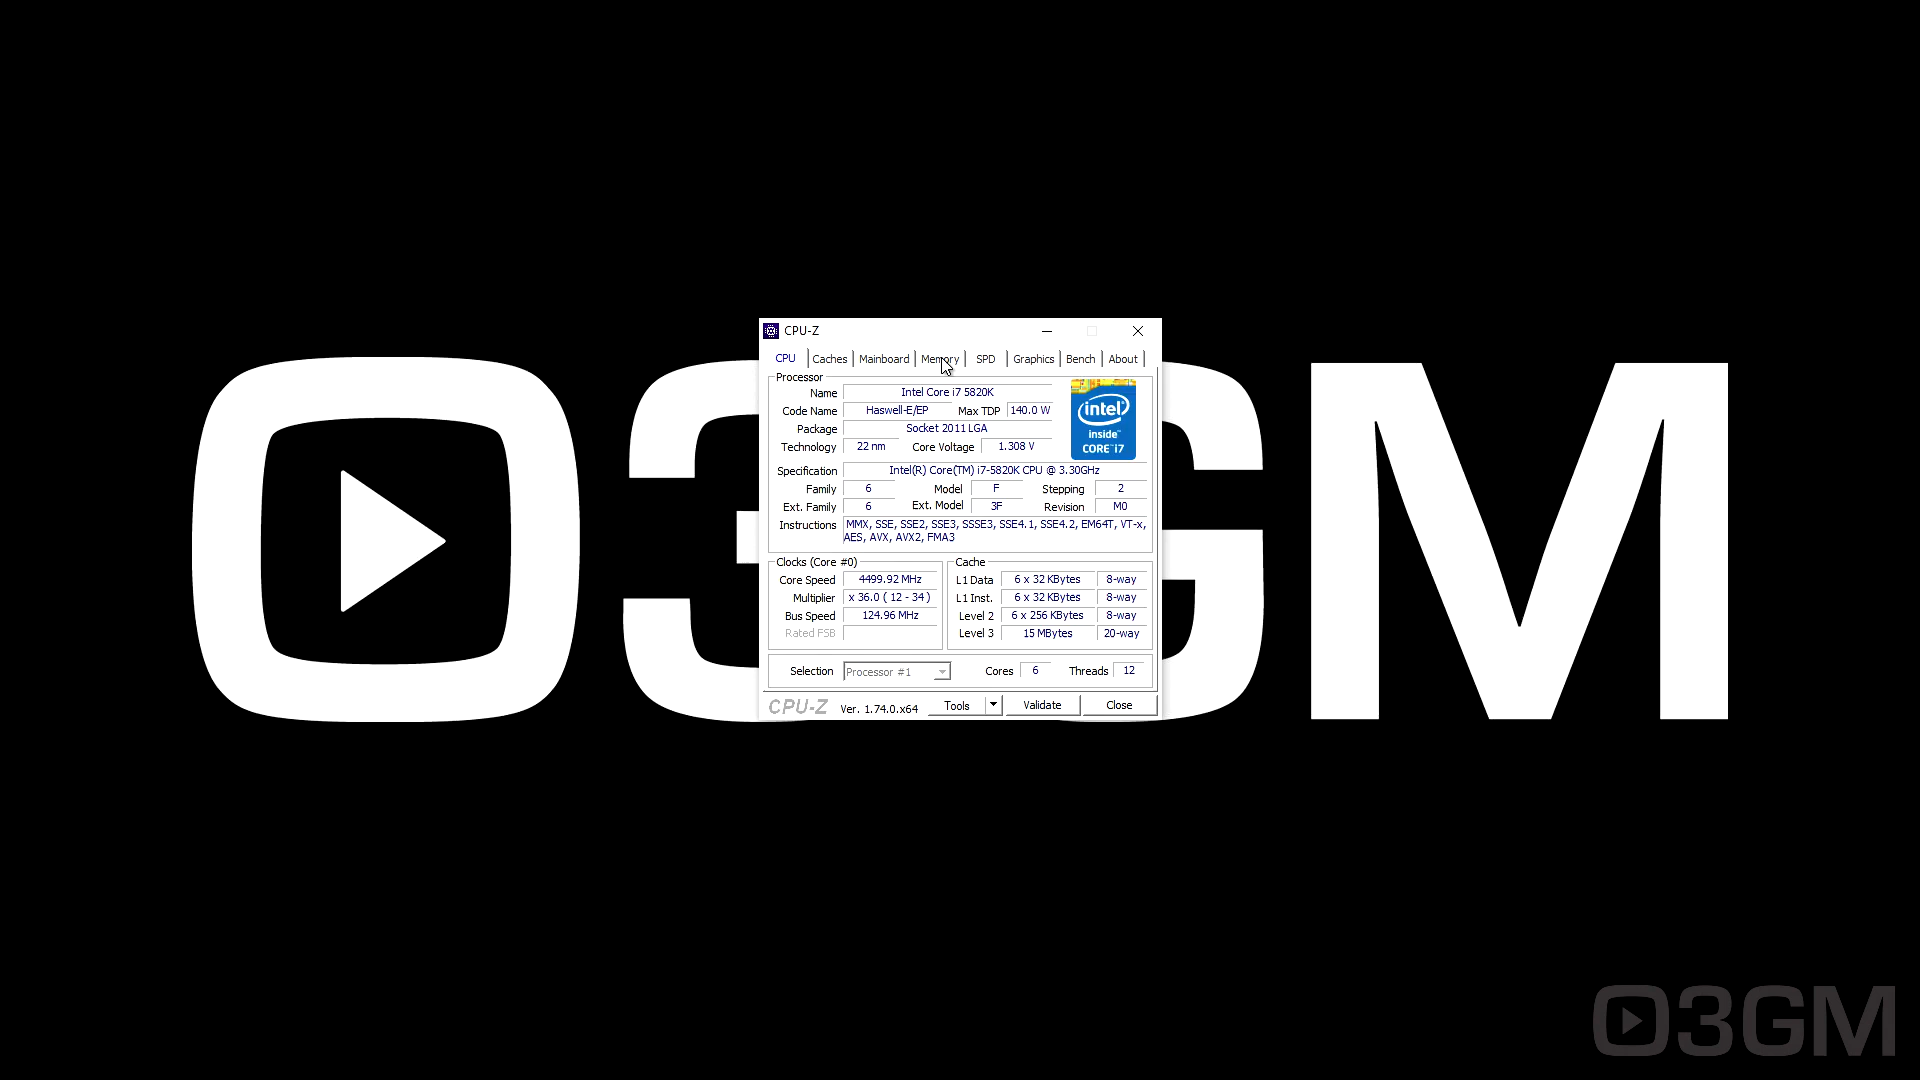 CPU-Z
CPU Caches Mainboard Memory SPD Graphics Bench About
Processor
Name Intel Core i7 5820K
Code Name Haswell-E/EP Max TDP 140.0 W
Package Socket 2011 LGA
Technology 22 nm Core Voltage 1.308 V
intel inside™ CORE™ i7
Specification Intel(R) Core(TM) i7-5820K CPU @ 3.30GHz
Family 6 Model F Stepping 2
Ext. Family 6 Ext. Model 3F Revision M0
Instructions MMX, SSE, SSE2, SSE3, SSSE3, SSE4.1, SSE4.2, EM64T, VT-x,
AES, AVX, AVX2, FMA3
Clocks (Core #0)
Core Speed 4499.92 MHz
Multiplier x 36.0 ( 12 - 34 )
Bus Speed 124.96 MHz
Rated FSB
Cache
L1 Data 6 x 32 KBytes 8-way
L1 Inst. 6 x 32 KBytes 8-way
Level 2 6 x 256 KBytes 8-way
Level 3 15 MBytes 20-way
Selection Processor #1 Cores 6 Threads 12
CPU-Z Ver. 1.74.0.x64 Tools Validate Close
O3GM
O3GM